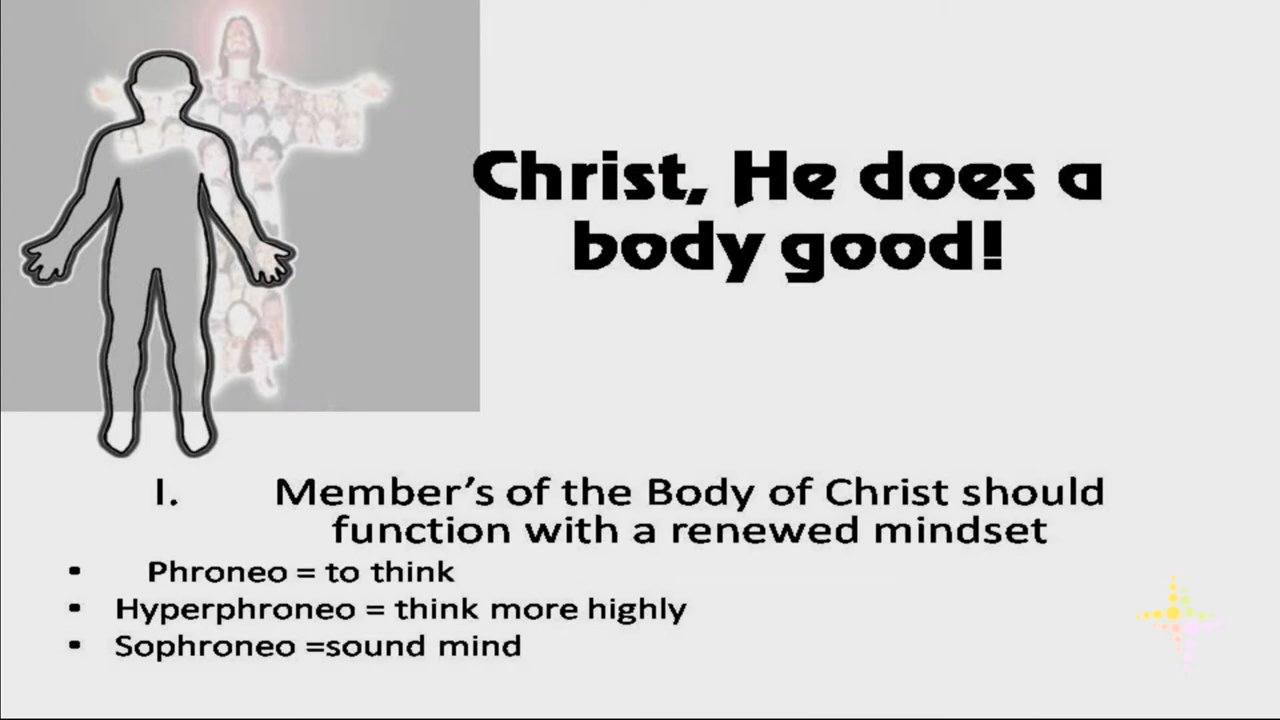 Christ, He does a
body good!
I. Member's of the Body of Christ should
function with a renewed mindset
• Phroneo = to think
• Hyperphroneo = think more highly
• Sophroneo =sound mind